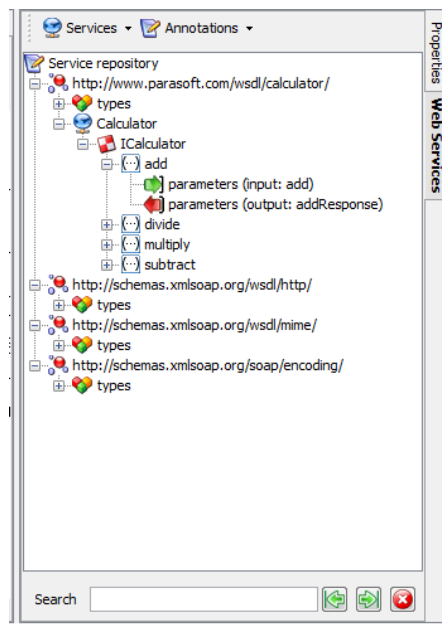 Services
Annotations
Properties
Web Services
Service repository
http://www.parasoft.com/wsdl/calculator/
types
Calculator
ICalculator
add
parameters (input: add)
parameters (output: addResponse)
divide
multiply
subtract
http://schemas.xmlsoap.org/wsdl/http/
types
http://schemas.xmlsoap.org/wsdl/mime/
types
http://schemas.xmlsoap.org/soap/encoding/
types
Search